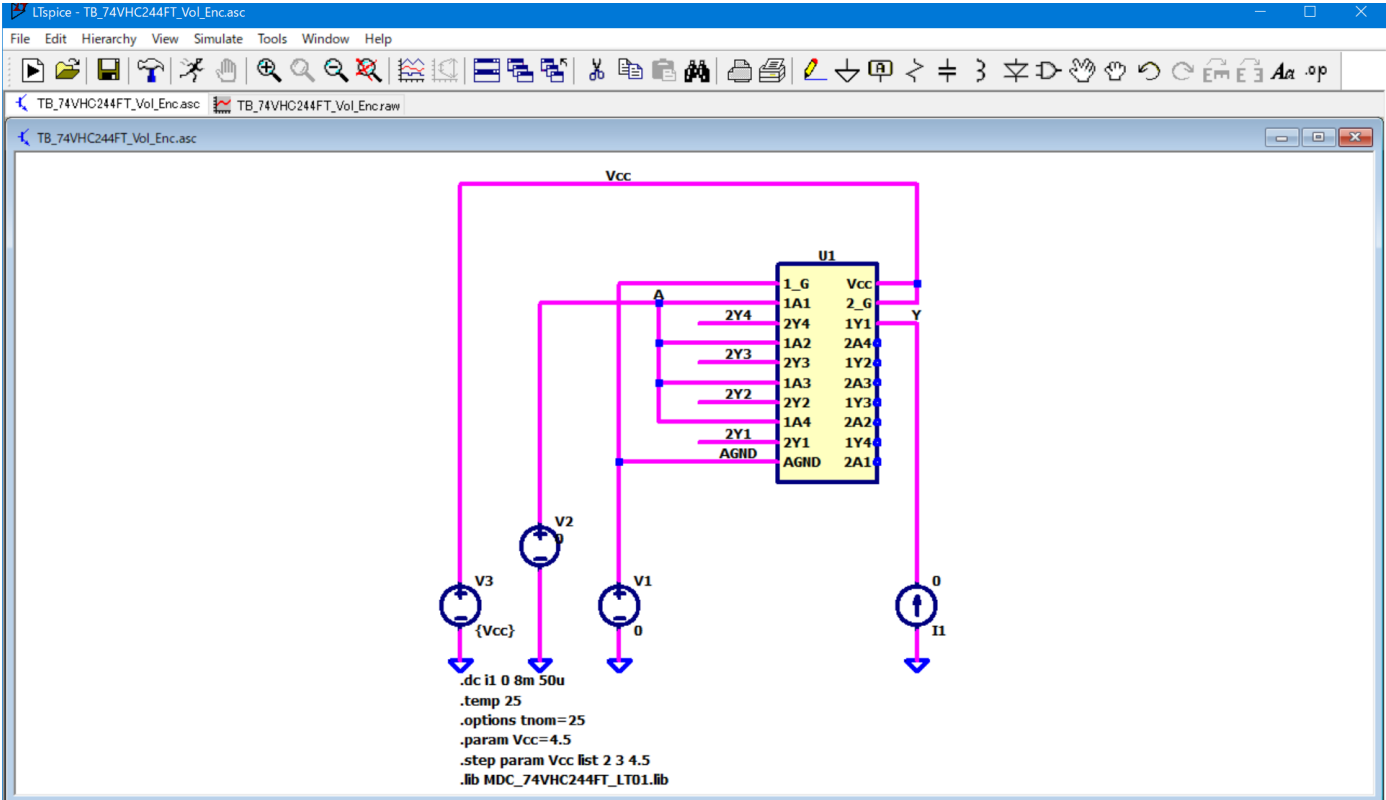 LTspice - TB_74VHC244FT_Vol_Enc.asc
File Edit Hierarchy View Simulate Tools Window Help
Aa .op
TB_74VHC244FT_Vol_Enc.asc TB_74VHC244FT_Vol_Enc.raw
TB_74VHC244FT_Vol_Enc.asc
Vcc
U1
1_G Vcc
A 1A1 2_G
2Y4 2Y4 1Y1 Y
1A2 2A4
2Y3 2Y3 1Y2
1A3 2A3
2Y2 2Y2 1Y3
1A4 2A2
2Y1 2Y1 1Y4
AGND AGND 2A1
V2
0
V3 V1 0
{Vcc} 0 I1
.dc i1 0 8m 50u
.temp 25
.options tnom=25
.param Vcc=4.5
.step param Vcc list 2 3 4.5
.lib MDC_74VHC244FT_LT01.lib